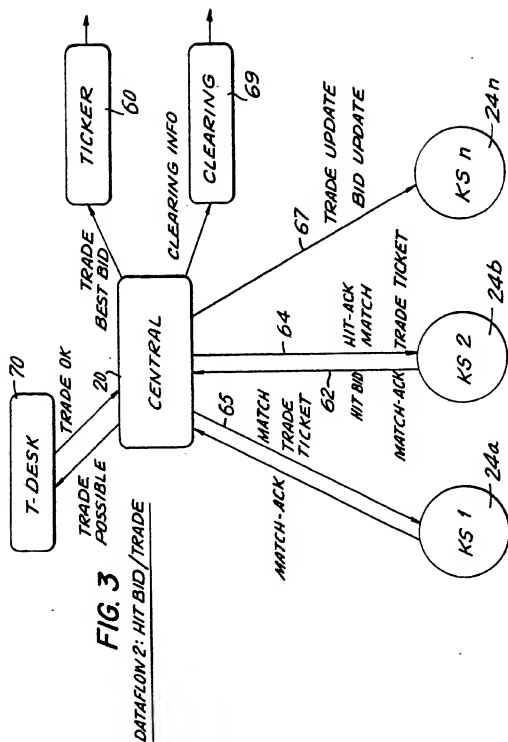 FIG. 3
DATAFLOW 2: HIT BID/TRADE
70
T-DESK
TRADE OK
TRADE
POSSIBLE
20
CENTRAL
TRADE
BEST BID
TICKER
60
CLEARING INFO
CLEARING
69
65
MATCH
TRADE
TICKET
MATCH-ACK
62
HIT BID
MATCH-ACK
64
HIT-ACK
MATCH
TRADE TICKET
67
TRADE UPDATE
BID UPDATE
KS 1
24a
KS 2
24b
KS n
24n